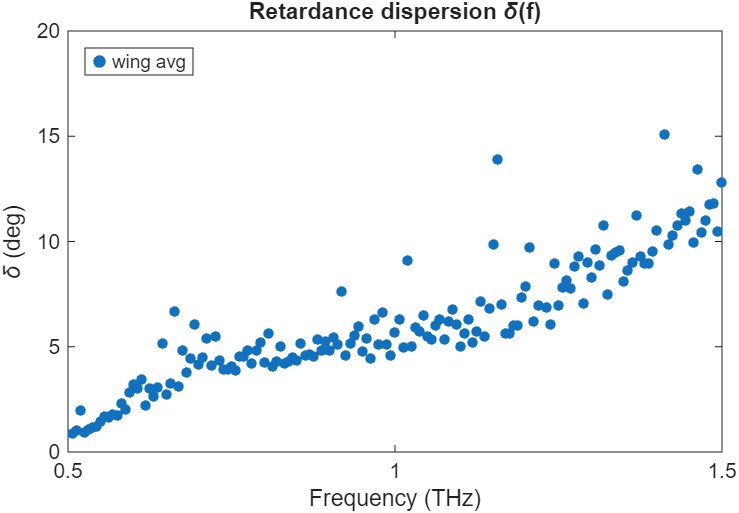 Retardance dispersion δ(f)
20
wing avg
15
10
δ (deg)
5
0
0.5 1 1.5
Frequency (THz)